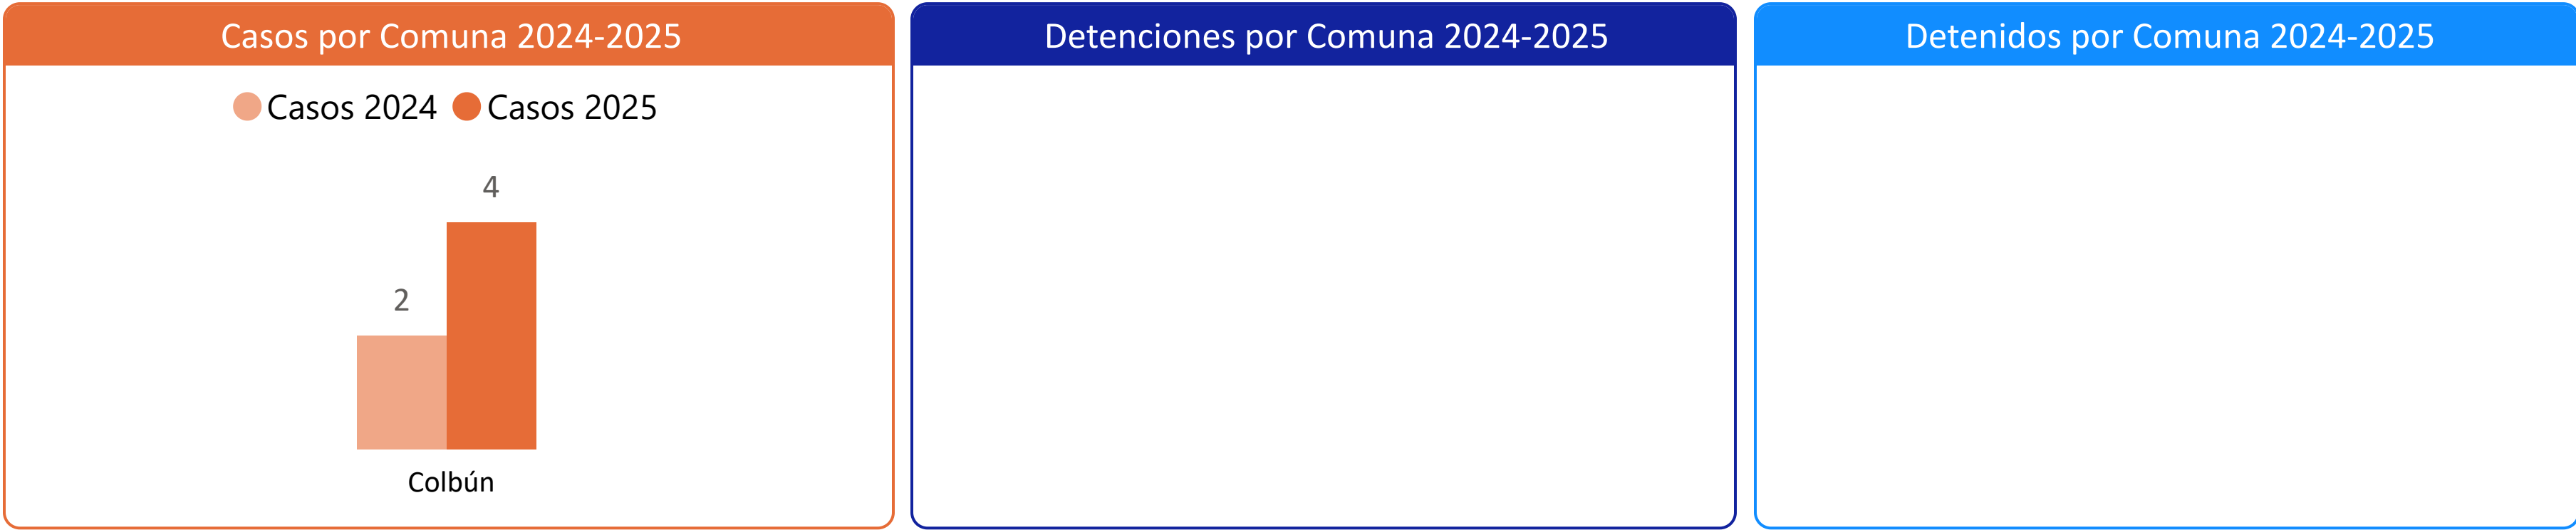 Casos por Comuna 2024-2025
Casos 2024 Casos 2025
4
2
Colbún
Detenciones por Comuna 2024-2025
Detenidos por Comuna 2024-2025